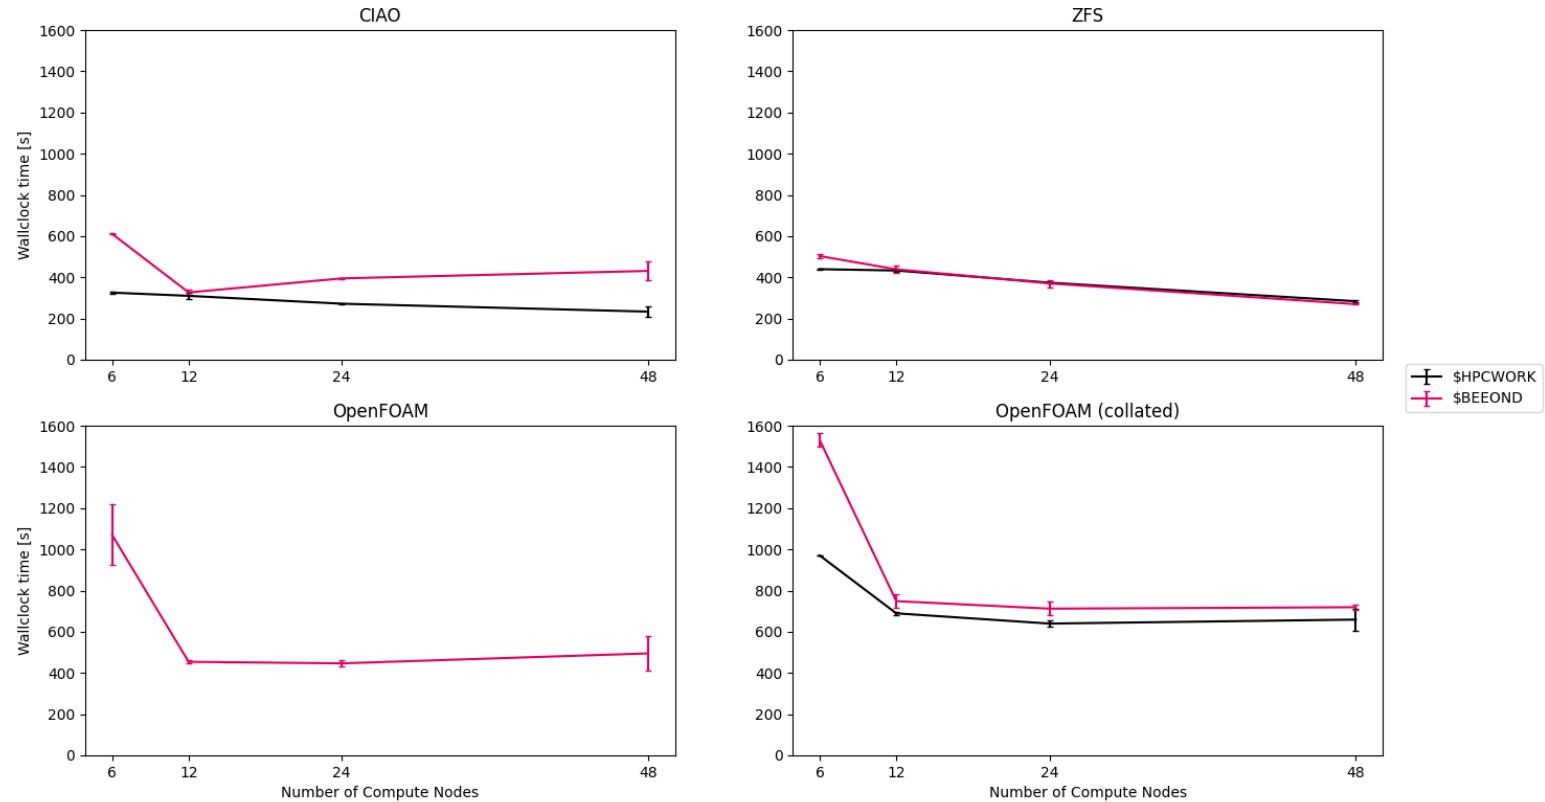 CIAO
1600
1400
1200
1000
800
600
400
200
0
Wallclock time [s]
6 12 24 48
ZFS
1600
1400
1200
1000
800
600
400
200
0
6 12 24 48
$HPCWORK
$BEEOND
OpenFOAM
1600
1400
1200
1000
800
600
400
200
0
Wallclock time [s]
6 12 24 48
Number of Compute Nodes
OpenFOAM (collated)
1600
1400
1200
1000
800
600
400
200
0
6 12 24 48
Number of Compute Nodes